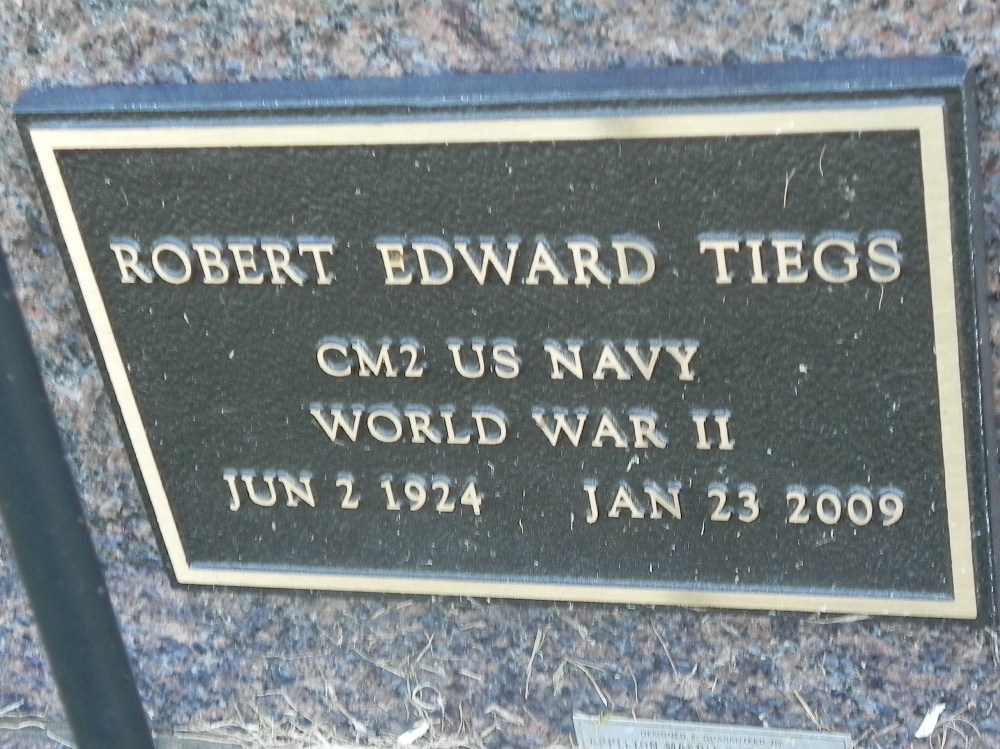 ROBERT EDWARD TIEGS
CM2 US NAVY
WORLD WAR II
JUN 2 1924 JAN 23 2009